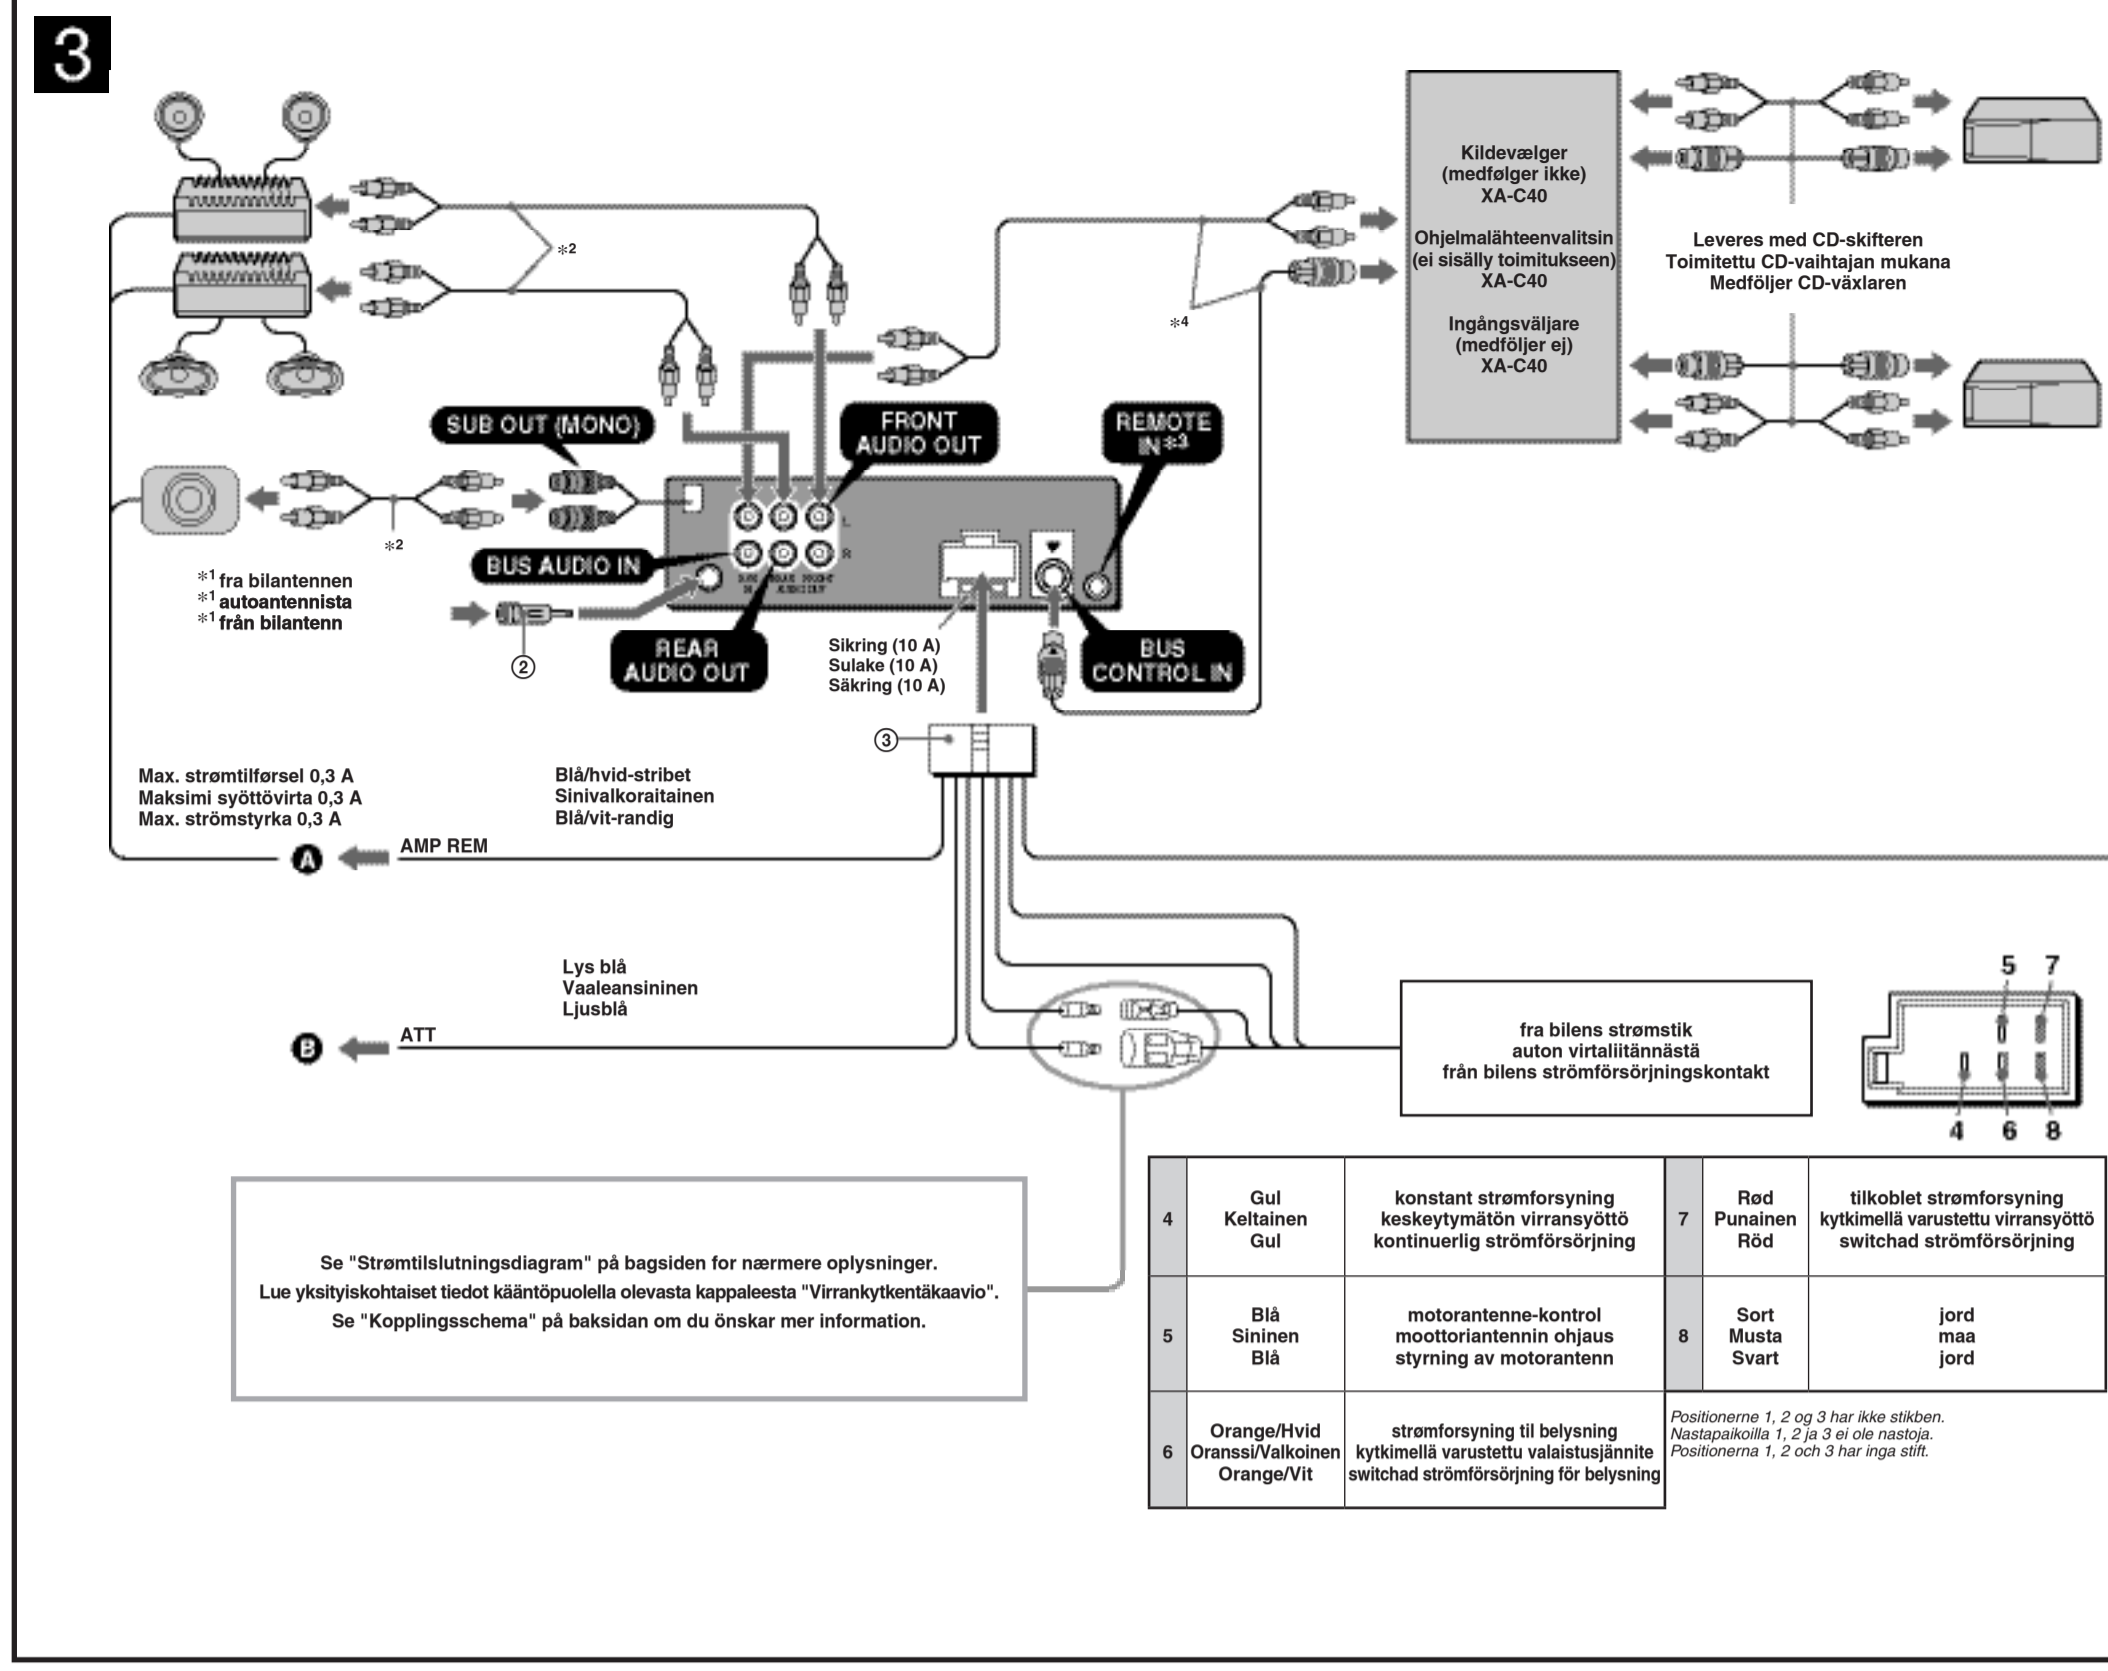 3
Kildevælger
(medfølger ikke)
XA-C40
Ohjelmalähteenvalitsin
(ei sisälly toimitukseen)
XA-C40
Ingångsväljare
(medföljer ej)
XA-C40
Leveres med CD-skifteren
Toimitettu CD-vaihtajan mukana
Medföljer CD-växlaren
*2
*4
SUB OUT (MONO)
FRONT
AUDIO OUT
REMOTE
IN *3
*2
L
R
BUS AUDIO IN
*1 fra bilantennen
*1 autoantennista
*1 från bilantenn
②
REAR
AUDIO OUT
Sikring (10 A)
Sulake (10 A)
Säkring (10 A)
BUS
CONTROL IN
③
Max. strømtilførsel 0,3 A
Maksimi syöttövirta 0,3 A
Max. strömstyrka 0,3 A
Blå/hvid-stribet
Sinivalkoraitainen
Blå/vit-randig
A
AMP REM
Lys blå
Vaaleansininen
Ljusblå
B
ATT
fra bilens strømstik
auton virtaliitännästä
från bilens strömförsörjningskontakt
5 7
4 6 8
Se "Strømtilslutningsdiagram" på bagsiden for nærmere oplysninger.
Lue yksityiskohtaiset tiedot kääntöpuolella olevasta kappaleesta "Virrankytkentäkaavio".
Se "Kopplingsschema" på baksidan om du önskar mer information.
4
Gul
Keltainen
Gul
konstant strømforsyning
keskeytymätön virransyöttö
kontinuerlig strömförsörjning
7
Rød
Punainen
Röd
tilkoblet strømforsyning
kytkimellä varustettu virransyöttö
switchad strömförsörjning
5
Blå
Sininen
Blå
motorantenne-kontrol
moottoriantennin ohjaus
styrning av motorantenn
8
Sort
Musta
Svart
jord
maa
jord
6
Orange/Hvid
Oranssi/Valkoinen
Orange/Vit
strømforsyning til belysning
kytkimellä varustettu valaistusjännite
switchad strömförsörjning för belysning
Positionerne 1, 2 og 3 har ikke stikben.
Nastapaikoilla 1, 2 ja 3 ei ole nastoja.
Positionerna 1, 2 och 3 har inga stift.